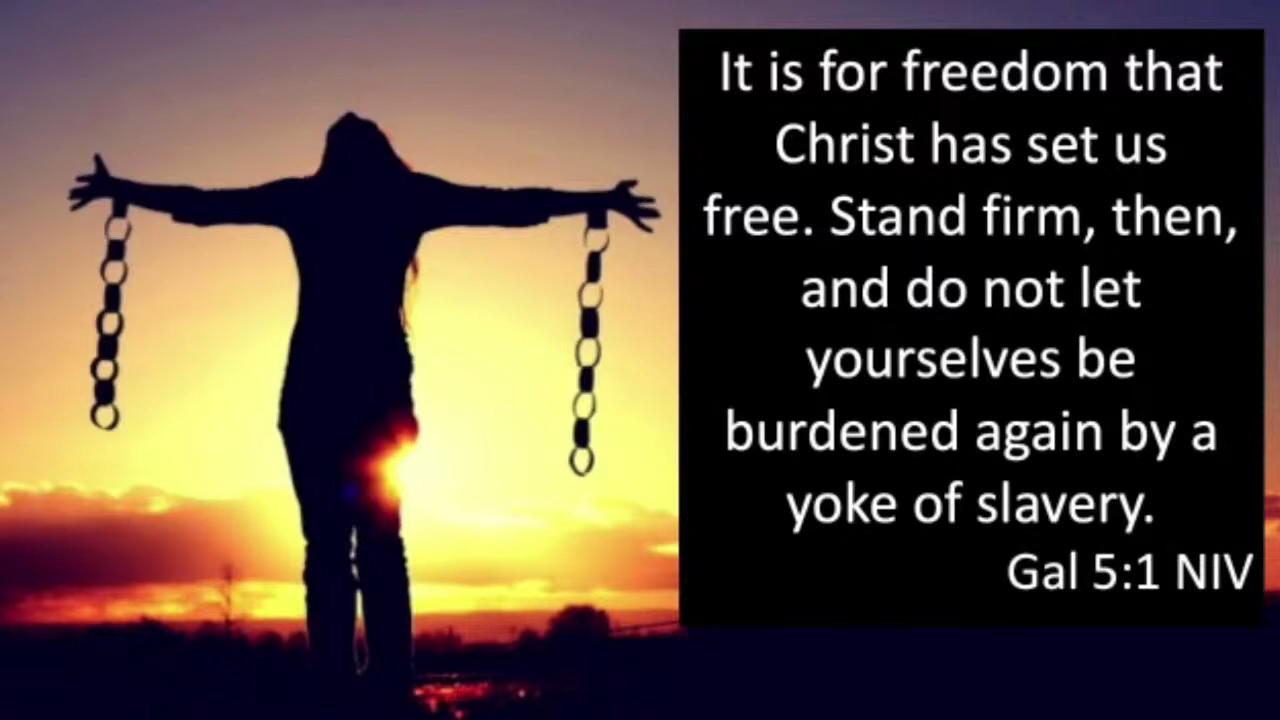 It is for freedom that
Christ has set us
free. Stand firm, then,
and do not let
yourselves be
burdened again by a
yoke of slavery.
Gal 5:1 NIV